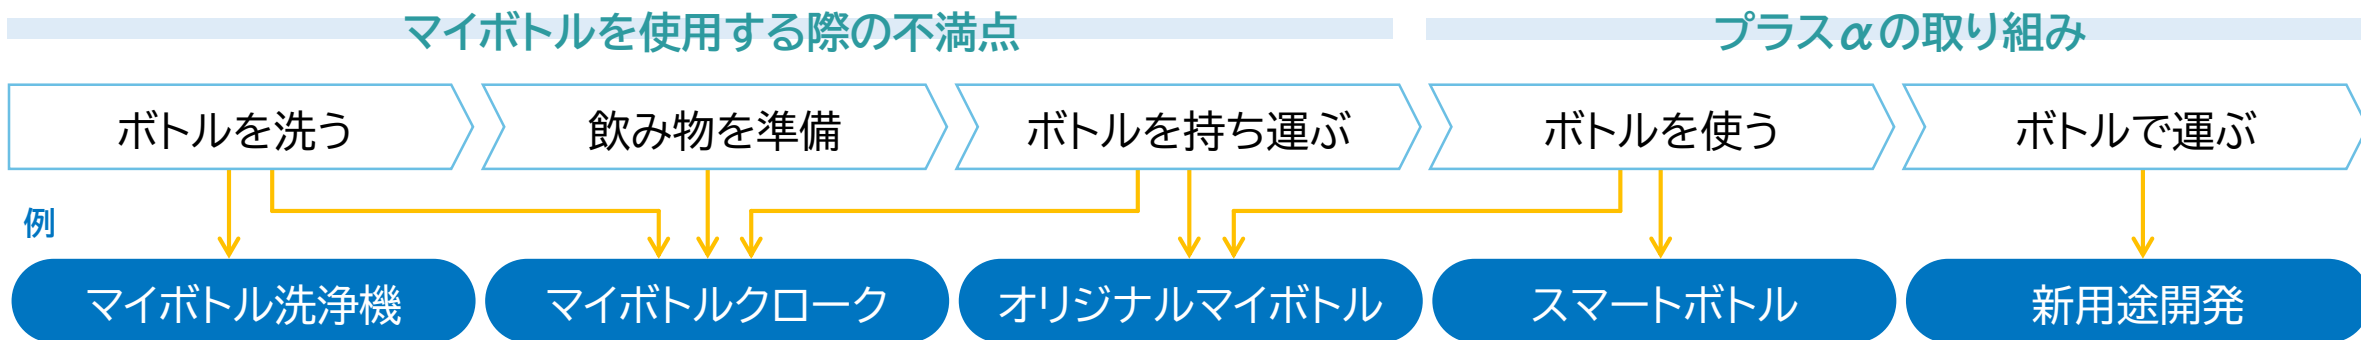 マイボトルを使用する際の不満点
プラスαの取り組み
ボトルを洗う
飲み物を準備
ボトルを持ち運ぶ
ボトルを使う
ボトルで運ぶ
例
マイボトル洗浄機
マイボトルクローク
オリジナルマイボトル
スマートボトル
新用途開発